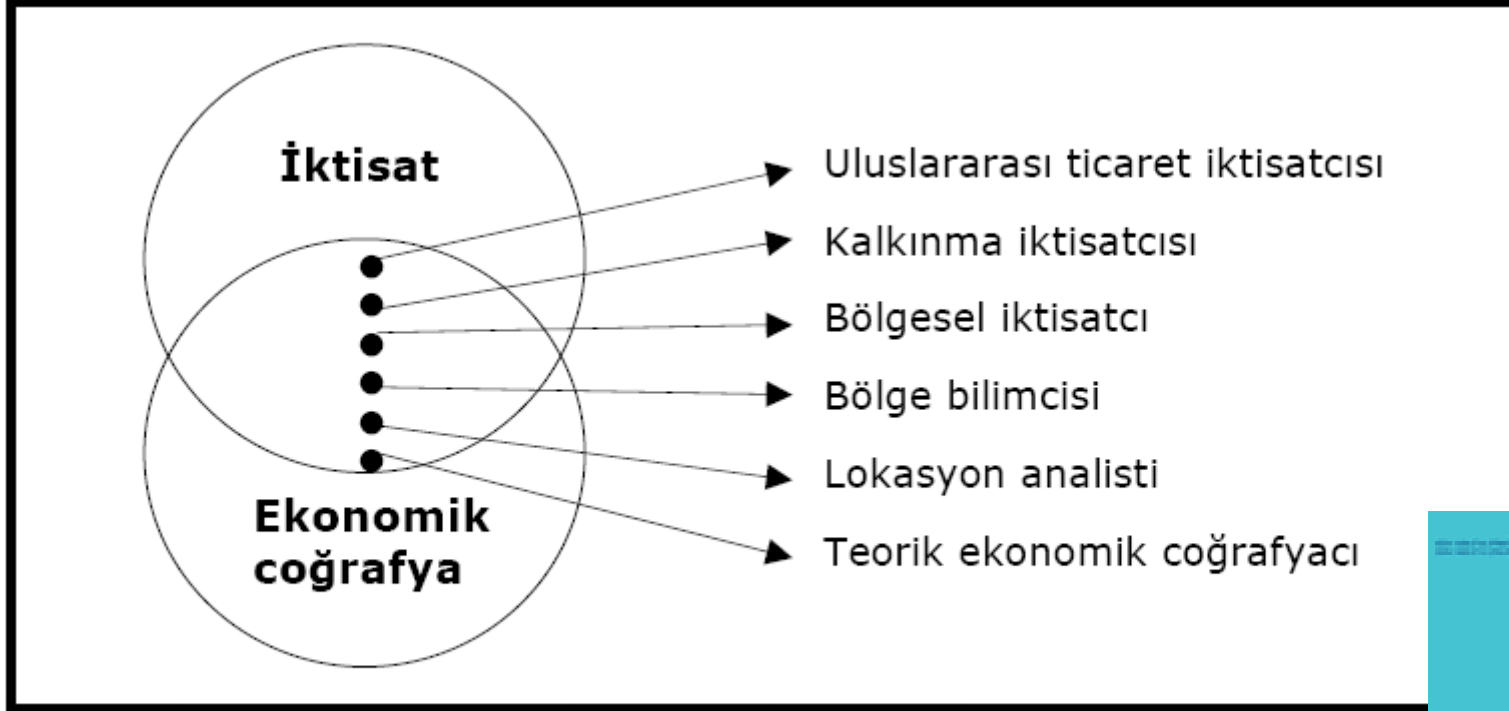 İktisat
Ekonomik
coğrafya
Uluslararası ticaret iktisatcısı
Kalkınma iktisatcısı
Bölgesel iktisatcı
Bölge bilimcisi
Lokasyon analisti
Teorik ekonomik coğrafyacı